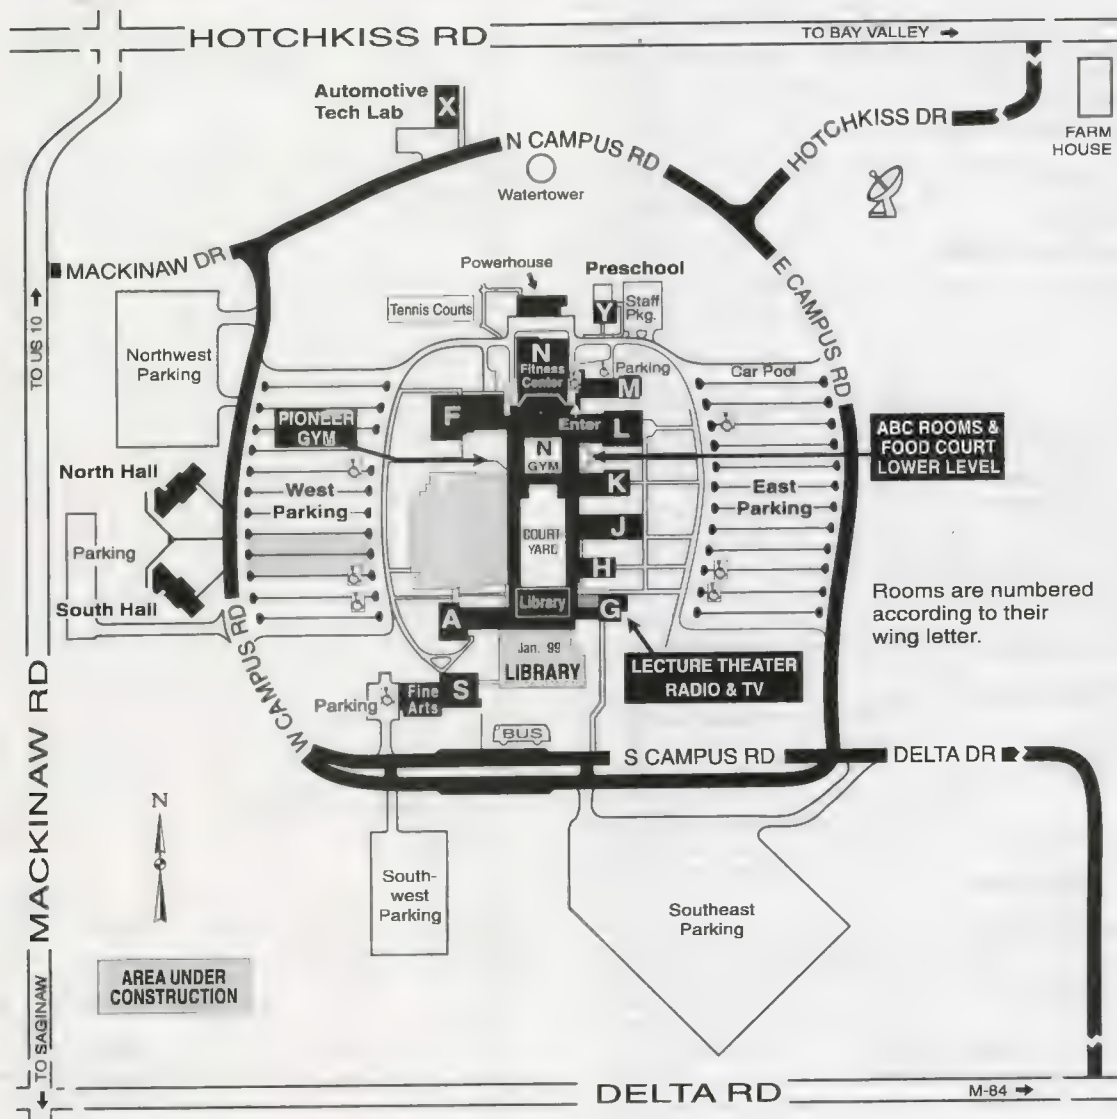 HOTCHKISS RD
TO BAY VALLEY →
Automotive
Tech Lab
X
N CAMPUS RD
HOTCHKISS DR
FARM
HOUSE
Watertower
MACKINAW DR
E CAMPUS RD
TO US 10 →
Powerhouse
Preschool
Tennis Courts
Y
Staff
Pkg.
Northwest
Parking
N
Fitness
Center
Parking
M
Car Pool
PIONEER
GYM
F
Enter
L
ABC ROOMS &
FOOD COURT
LOWER LEVEL
N
GYM
North Hall
K
West
Parking
East
Parking
J
COURT
YARD
Parking
H
South Hall
Library
A
G
Rooms are numbered
according to their
wing letter.
Jan. 99
LIBRARY
LECTURE THEATER
RADIO & TV
W CAMPUS RD
Parking
Fine
Arts
S
BUS
S CAMPUS RD
DELTA DR
MACKINAW RD
N
South-
west
Parking
Southeast
Parking
AREA UNDER
CONSTRUCTION
← TO SAGINAW
DELTA RD
M-84 →